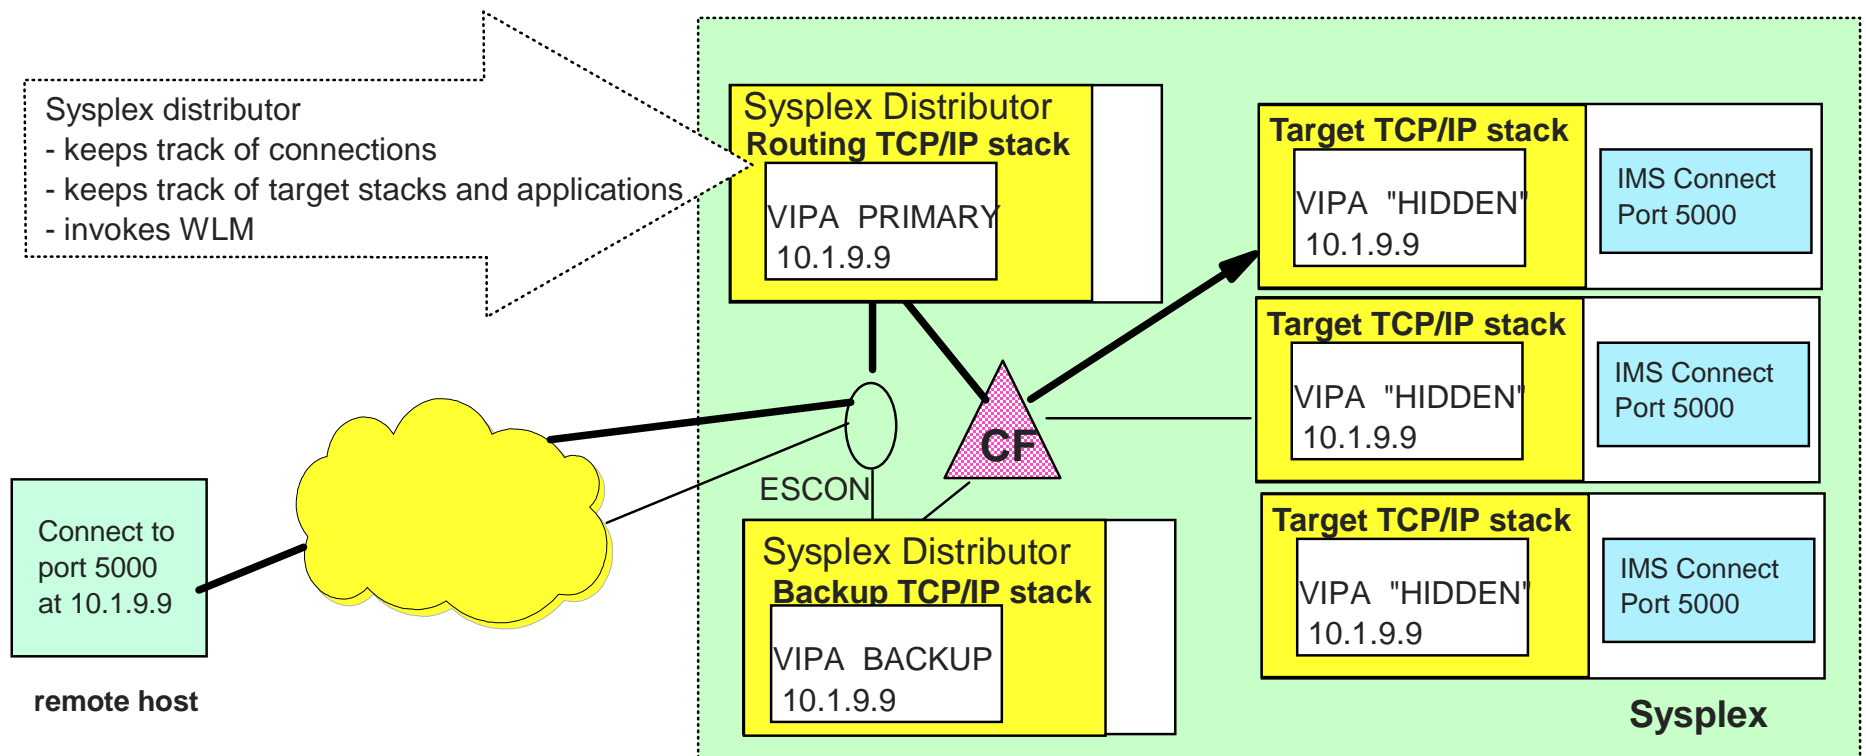 Sysplex distributor
- keeps track of connections
- keeps track of target stacks and applications
- invokes WLM
Sysplex Distributor
Routing TCP/IP stack
VIPA PRIMARY
10.1.9.9
Target TCP/IP stack
VIPA "HIDDEN"
10.1.9.9
IMS Connect
Port 5000
Target TCP/IP stack
VIPA "HIDDEN"
10.1.9.9
IMS Connect
Port 5000
CF
ESCON
Connect to
port 5000
at 10.1.9.9
remote host
Sysplex Distributor
Backup TCP/IP stack
VIPA BACKUP
10.1.9.9
Target TCP/IP stack
VIPA "HIDDEN"
10.1.9.9
IMS Connect
Port 5000
Sysplex